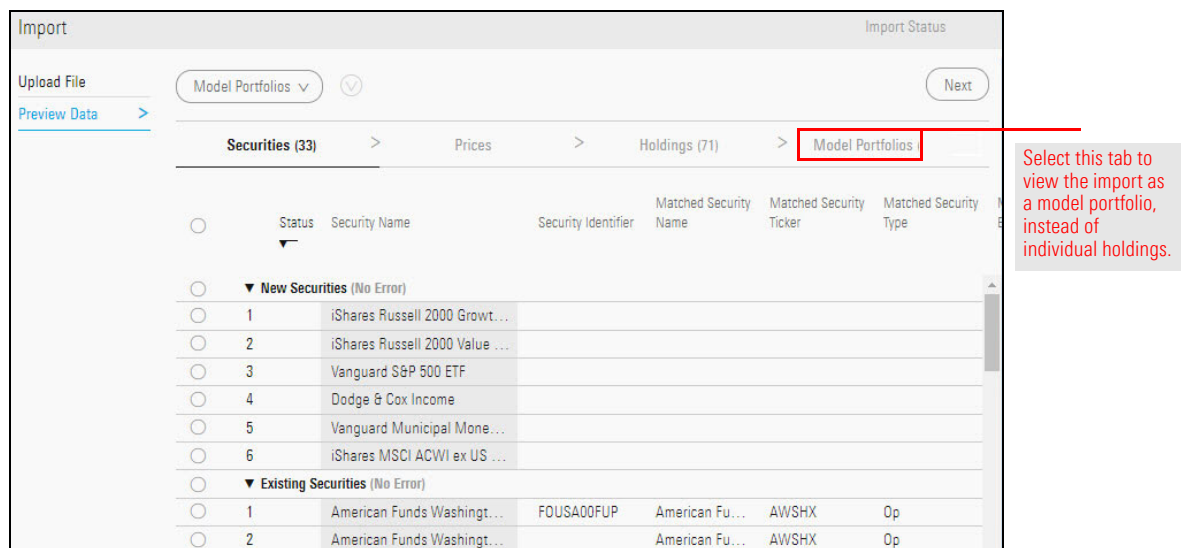 Import
Import Status
Upload File
Preview Data >
Model Portfolios
Next
Securities (33) > Prices > Holdings (71) > Model Portfolios (
Select this tab to
view the import as
a model portfolio,
instead of
individual holdings.
Status Security Name Security Identifier Matched Security Name Matched Security Ticker Matched Security Type
▼ New Securities (No Error)
1 iShares Russell 2000 Growt...
2 iShares Russell 2000 Value ...
3 Vanguard S&P 500 ETF
4 Dodge & Cox Income
5 Vanguard Municipal Mone...
6 iShares MSCI ACWI ex US ...
▼ Existing Securities (No Error)
1 American Funds Washingt... FOUSA00FUP American Fu... AWSHX Op
2 American Funds Washingt... American Fu... AWSHX Op